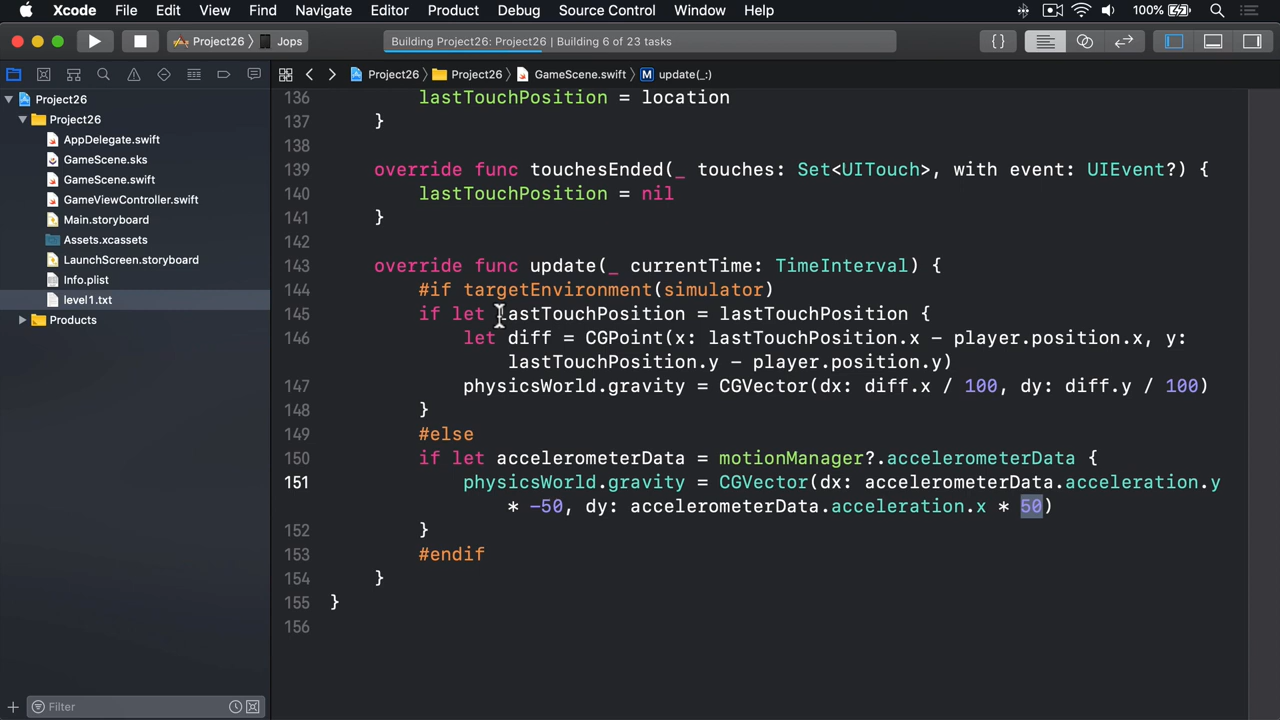 Xcode File Edit View Find Navigate Editor Product Debug Source Control Window Help 100%
Project26 Jops Building Project26: Project26 | Building 6 of 23 tasks
Project26 Project26 GameScene.swift M update(_:)
Project26
Project26
AppDelegate.swift
GameScene.sks
GameScene.swift
GameViewController.swift
Main.storyboard
Assets.xcassets
LaunchScreen.storyboard
Info.plist
level1.txt
Products
Filter
136 lastTouchPosition = location
137 }
138
139 override func touchesEnded(_ touches: Set<UITouch>, with event: UIEvent?) {
140 lastTouchPosition = nil
141 }
142
143 override func update(_ currentTime: TimeInterval) {
144 #if targetEnvironment(simulator)
145 if let lastTouchPosition = lastTouchPosition {
146 let diff = CGPoint(x: lastTouchPosition.x - player.position.x, y:
lastTouchPosition.y - player.position.y)
147 physicsWorld.gravity = CGVector(dx: diff.x / 100, dy: diff.y / 100)
148 }
149 #else
150 if let accelerometerData = motionManager?.accelerometerData {
151 physicsWorld.gravity = CGVector(dx: accelerometerData.acceleration.y
* -50, dy: accelerometerData.acceleration.x * 50)
152 }
153 #endif
154 }
155 }
156